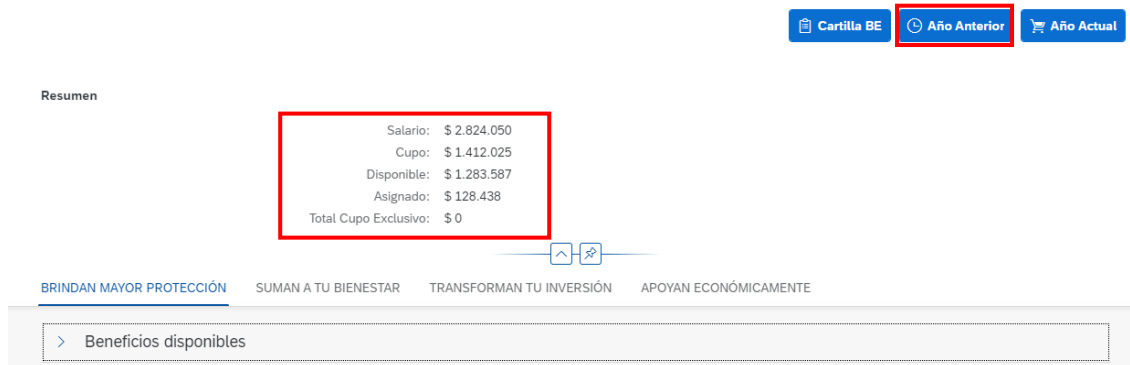 Cartilla BE Año Anterior Año Actual
Resumen
Salario: $ 2.824.050
Cupo: $ 1.412.025
Disponible: $ 1.283.587
Asignado: $ 128.438
Total Cupo Exclusivo: $ 0
BRINDAN MAYOR PROTECCIÓN SUMAN A TU BIENESTAR TRANSFORMAN TU INVERSIÓN APOYAN ECONÓMICAMENTE
Beneficios disponibles